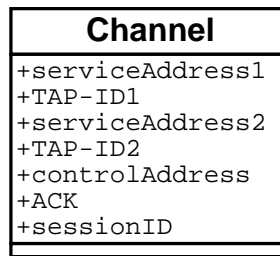 Channel
+serviceAddress1
+TAP-ID1
+serviceAddress2
+TAP-ID2
+controlAddress
+ACK
+sessionID